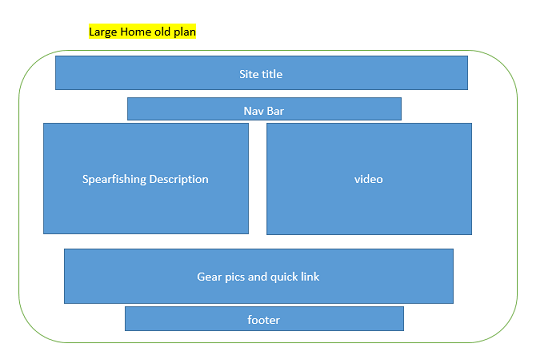 Large Home old plan
Site title
Nav Bar
Spearfishing Description
video
Gear pics and quick link
footer